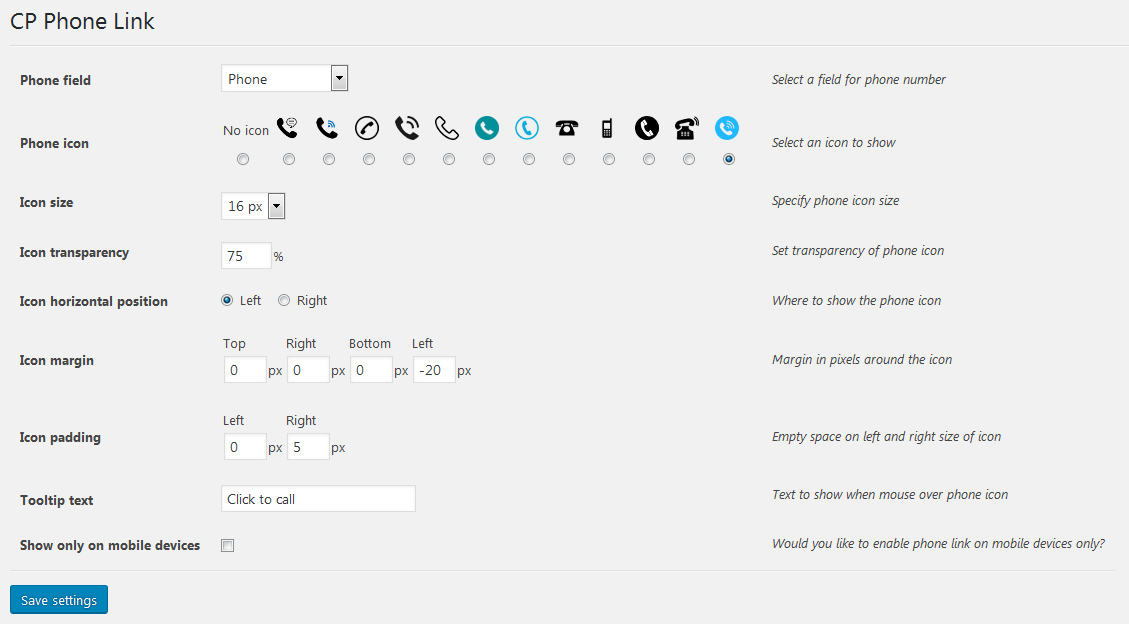 CP Phone Link
Phone field Phone Select a field for phone number
No icon
Phone icon Select an icon to show
Icon size 16 px Specify phone icon size
Icon transparency 75 % Set transparency of phone icon
Icon horizontal position Left Right Where to show the phone icon
Top Right Bottom Left
Icon margin 0 px 0 px 0 px -20 px Margin in pixels around the icon
Left Right
Icon padding 0 px 5 px Empty space on left and right size of icon
Tooltip text Click to call Text to show when mouse over phone icon
Show only on mobile devices Would you like to enable phone link on mobile devices only?
Save settings